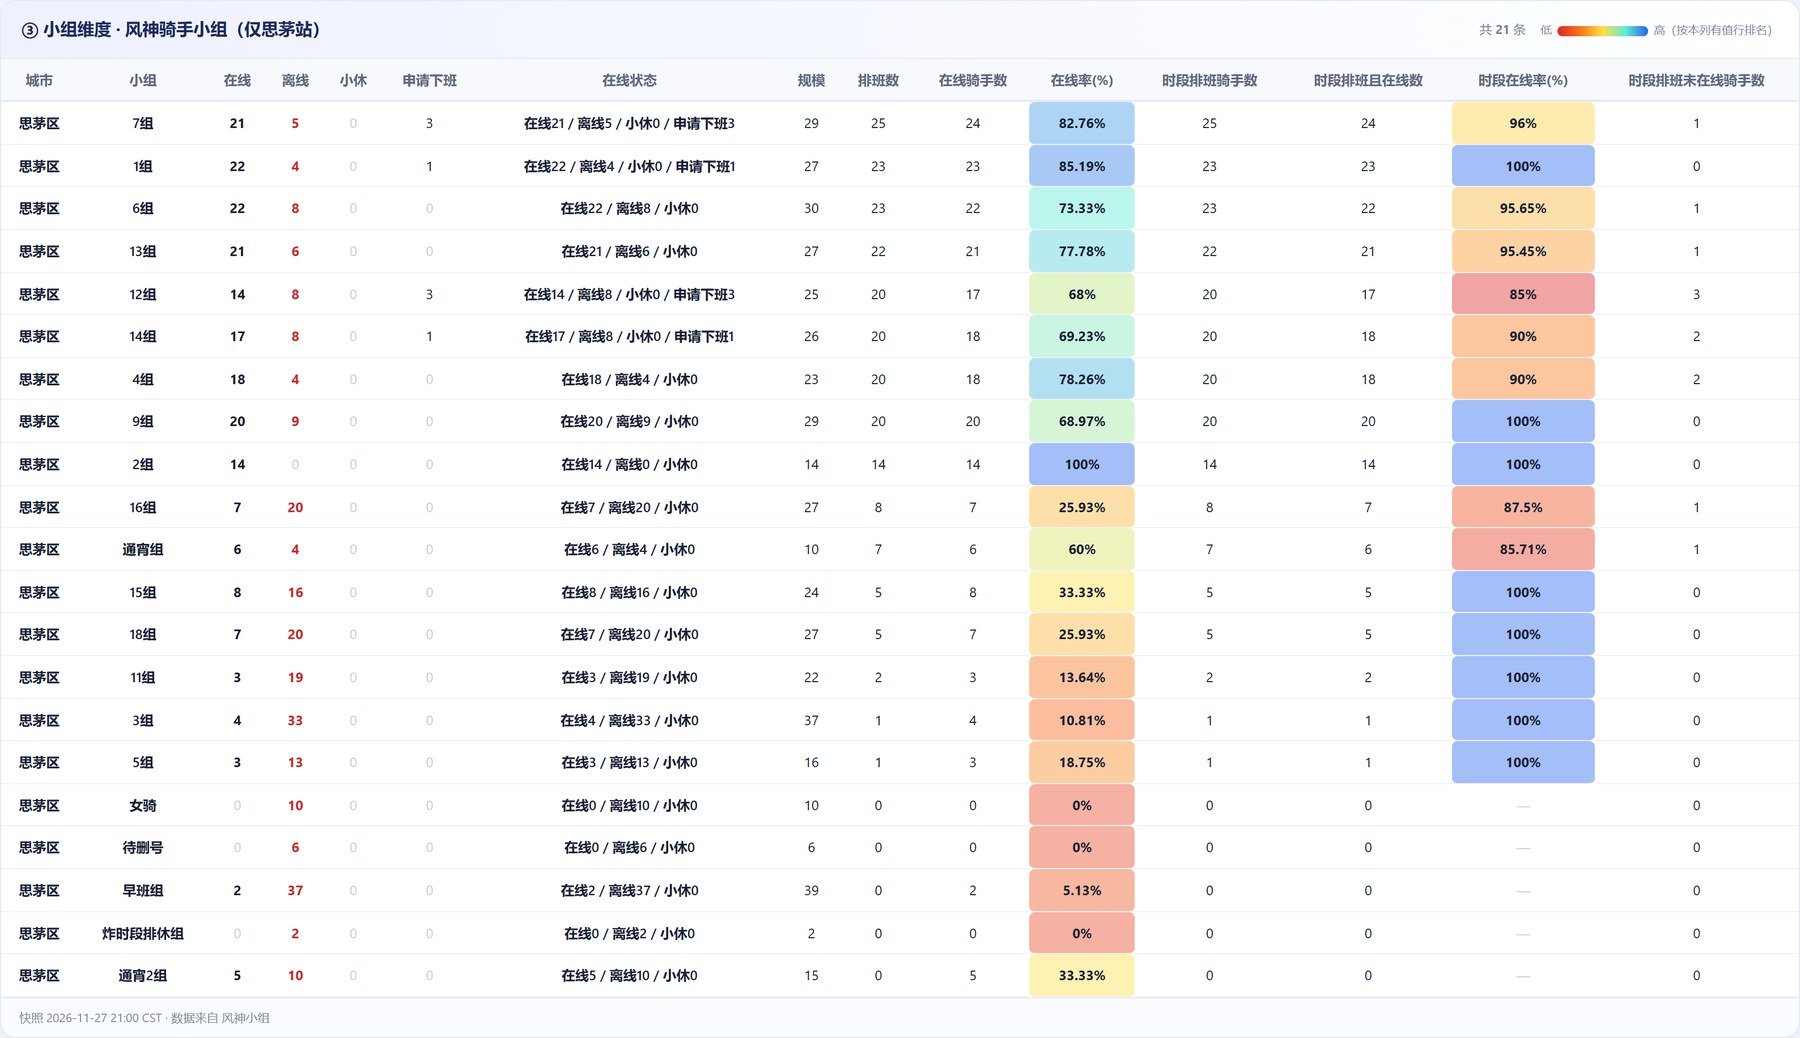 ③ 小组维度 · 风神骑手小组（仅思茅站）
共 21 条 低 高 (按本列有值行排名)
城市 小组 在线 离线 小休 申请下班 在线状态 规模 排班数 在线骑手数 在线率(%) 时段排班骑手数 时段排班且在线数 时段在线率(%) 时段排班未在线骑手数
思茅区 7组 21 5 0 3 在线21 / 离线5 / 小休0 / 申请下班3 29 25 24 82.76% 25 24 96% 1
思茅区 1组 22 4 0 1 在线22 / 离线4 / 小休0 / 申请下班1 27 23 23 85.19% 23 23 100% 0
思茅区 6组 22 8 0 0 在线22 / 离线8 / 小休0 30 23 22 73.33% 23 22 95.65% 1
思茅区 13组 21 6 0 0 在线21 / 离线6 / 小休0 27 22 21 77.78% 22 21 95.45% 1
思茅区 12组 14 8 0 3 在线14 / 离线8 / 小休0 / 申请下班3 25 20 17 68% 20 17 85% 3
思茅区 14组 17 8 0 1 在线17 / 离线8 / 小休0 / 申请下班1 26 20 18 69.23% 20 18 90% 2
思茅区 4组 18 4 0 0 在线18 / 离线4 / 小休0 23 20 18 78.26% 20 18 90% 2
思茅区 9组 20 9 0 0 在线20 / 离线9 / 小休0 29 20 20 68.97% 20 20 100% 0
思茅区 2组 14 0 0 0 在线14 / 离线0 / 小休0 14 14 14 100% 14 14 100% 0
思茅区 16组 7 20 0 0 在线7 / 离线20 / 小休0 27 8 7 25.93% 8 7 87.5% 1
思茅区 通宵组 6 4 0 0 在线6 / 离线4 / 小休0 10 7 6 60% 7 6 85.71% 1
思茅区 15组 8 16 0 0 在线8 / 离线16 / 小休0 24 5 8 33.33% 5 5 100% 0
思茅区 18组 7 20 0 0 在线7 / 离线20 / 小休0 27 5 7 25.93% 5 5 100% 0
思茅区 11组 3 19 0 0 在线3 / 离线19 / 小休0 22 2 3 13.64% 2 2 100% 0
思茅区 3组 4 33 0 0 在线4 / 离线33 / 小休0 37 1 4 10.81% 1 1 100% 0
思茅区 5组 3 13 0 0 在线3 / 离线13 / 小休0 16 1 3 18.75% 1 1 100% 0
思茅区 女骑 0 10 0 0 在线0 / 离线10 / 小休0 10 0 0 0% 0 0 — 0
思茅区 待删号 0 6 0 0 在线0 / 离线6 / 小休0 6 0 0 0% 0 0 — 0
思茅区 早班组 2 37 0 0 在线2 / 离线37 / 小休0 39 0 2 5.13% 0 0 — 0
思茅区 炸时段排休组 0 2 0 0 在线0 / 离线2 / 小休0 2 0 0 0% 0 0 — 0
思茅区 通宵2组 5 10 0 0 在线5 / 离线10 / 小休0 15 0 5 33.33% 0 0 — 0
快照 2026-11-27 21:00 CST · 数据来自 风神小组